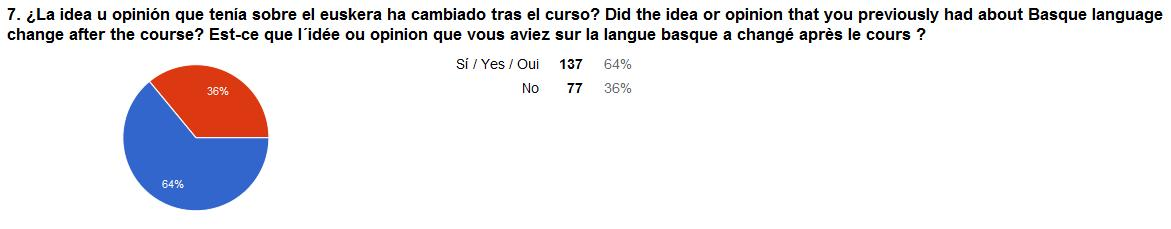 7. ¿La idea u opinión que tenía sobre el euskera ha cambiado tras el curso? Did the idea or opinion that you previously had about Basque language
change after the course? Est-ce que l´idée ou opinion que vous aviez sur la langue basque a changé après le cours ?
Sí / Yes / Oui 137 64%
No 77 36%
36%
64%